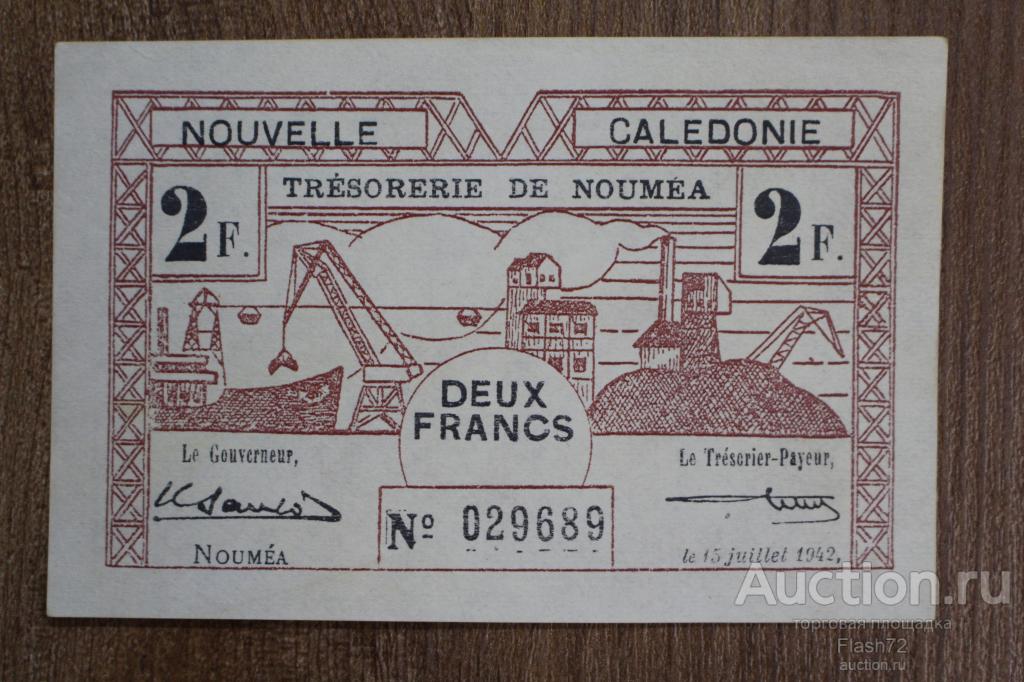 NOUVELLE CALEDONIE
TRÉSORERIE DE NOUMÉA
2F. 2F.
DEUX
FRANCS
Le Gouverneur, Le Trésorier-Payeur,
Nº 029689
NOUMÉA le 15 juillet 1942,
Auction.ru
торговая площадка
Flash72
auction.ru